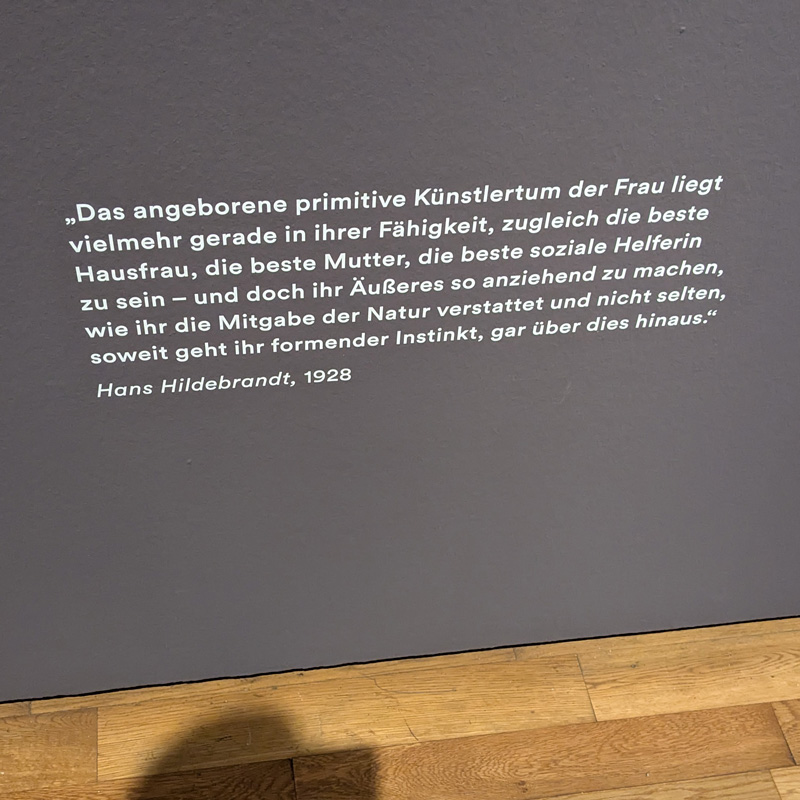 „Das angeborene primitive Künstlertum der Frau liegt
vielmehr gerade in ihrer Fähigkeit, zugleich die beste
Hausfrau, die beste Mutter, die beste soziale Helferin
zu sein – und doch ihr Äußeres so anziehend zu machen,
wie ihr die Mitgabe der Natur verstattet und nicht selten,
soweit geht ihr formender Instinkt, gar über dies hinaus.“
Hans Hildebrandt, 1928